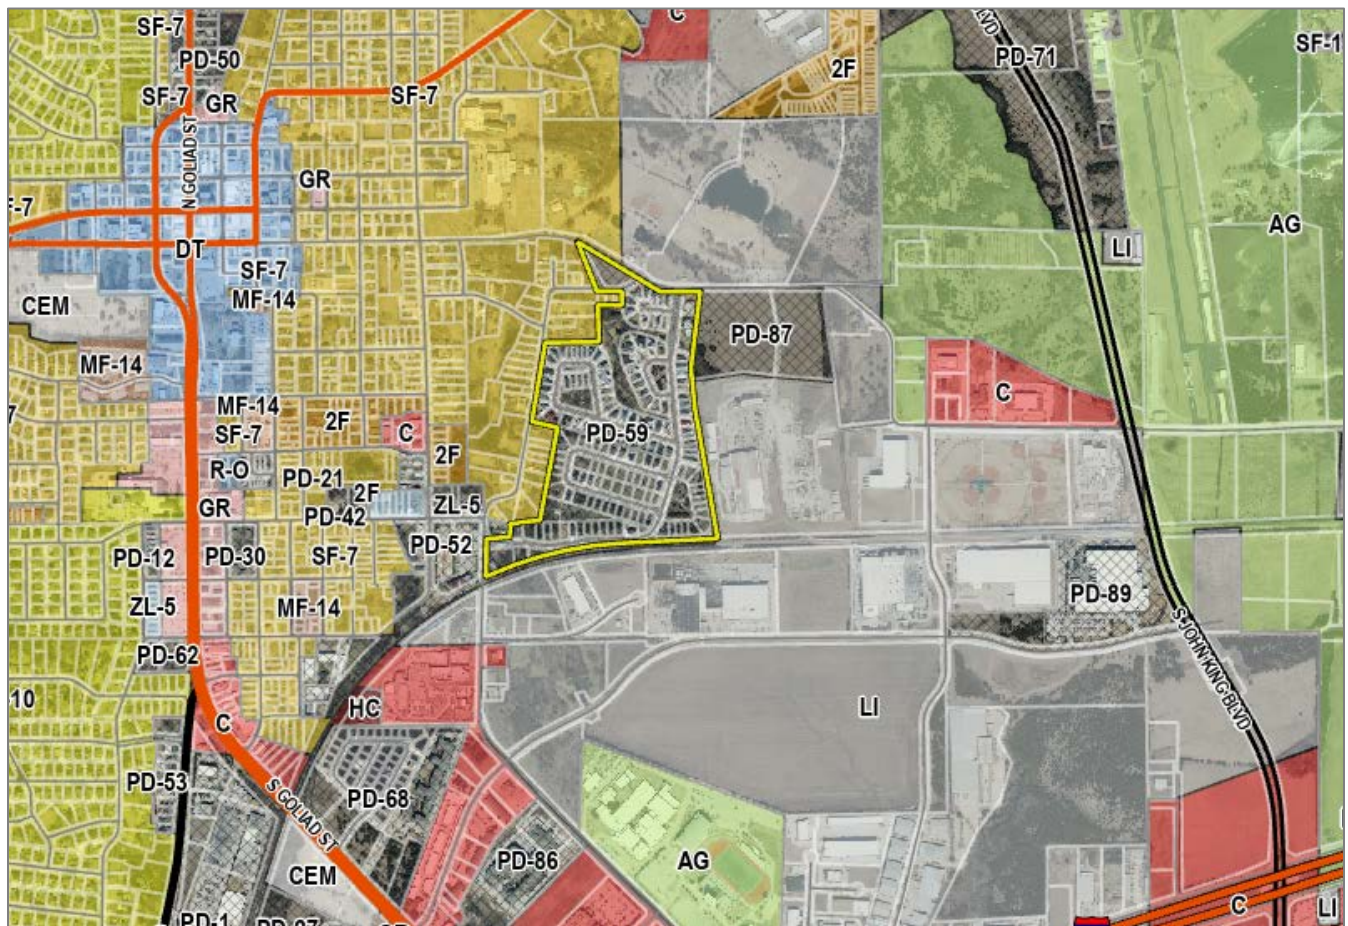 SF-7
C
BLVD
PD-50
PD-71
SF-1
2F
SF-7
GR
SF-7
N GOLIAD ST
GR
F-7
AG
DT
LI
SF-7
MF-14
CEM
PD-87
MF-14
C
MF-14
2F
SF-7
C
PD-59
2F
R-O
PD-21
2F
ZL-5
GR
PD-42
PD-12
PD-30
SF-7
PD-52
PD-89
ZL-5
MF-14
S JOHN KING BLVD
PD-62
10
HC
LI
C
PD-53
S GOLIAD ST
PD-68
PD-86
AG
CEM
C
LI
PD-1